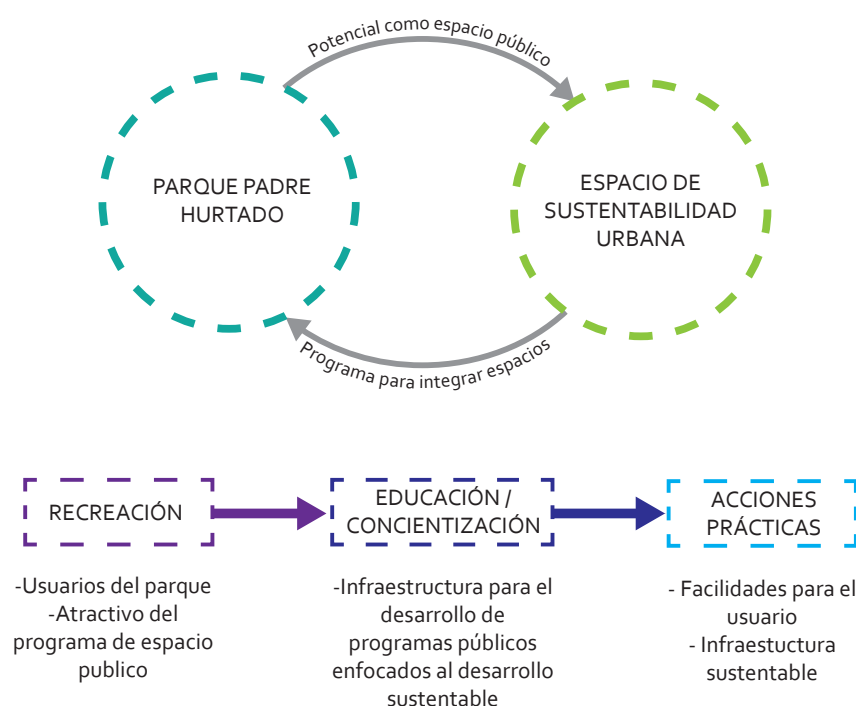 Potencial como espacio público
PARQUE PADRE
HURTADO
ESPACIO DE
SUSTENTABILIDAD
URBANA
Programa para integrar espacios
RECREACIÓN
EDUCACIÓN /
CONCIENTIZACIÓN
ACCIONES
PRÁCTICAS
-Usuarios del parque
-Atractivo del
programa de espacio
publico
-Infraestructura para el
desarrollo de
programas públicos
enfocados al desarrollo
sustentable
- Facilidades para el
usuario
- Infraestuctura
sustentable